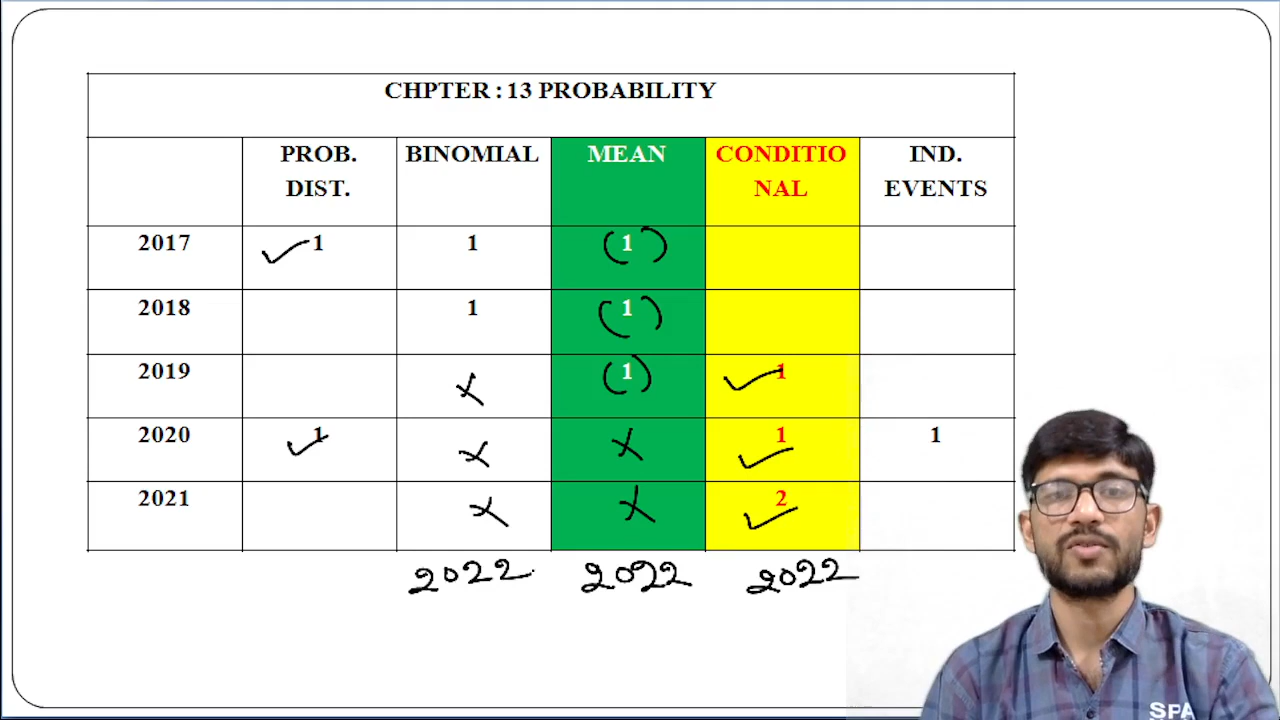 CHPTER : 13 PROBABILITY
PROB. DIST. BINOMIAL MEAN CONDITIO NAL IND. EVENTS
2017 1 1 (1)
2018 1 (1)
2019 x (1) 1
2020 1 x x 1 1
2021 x x 2
2022 2022 2022
SPA